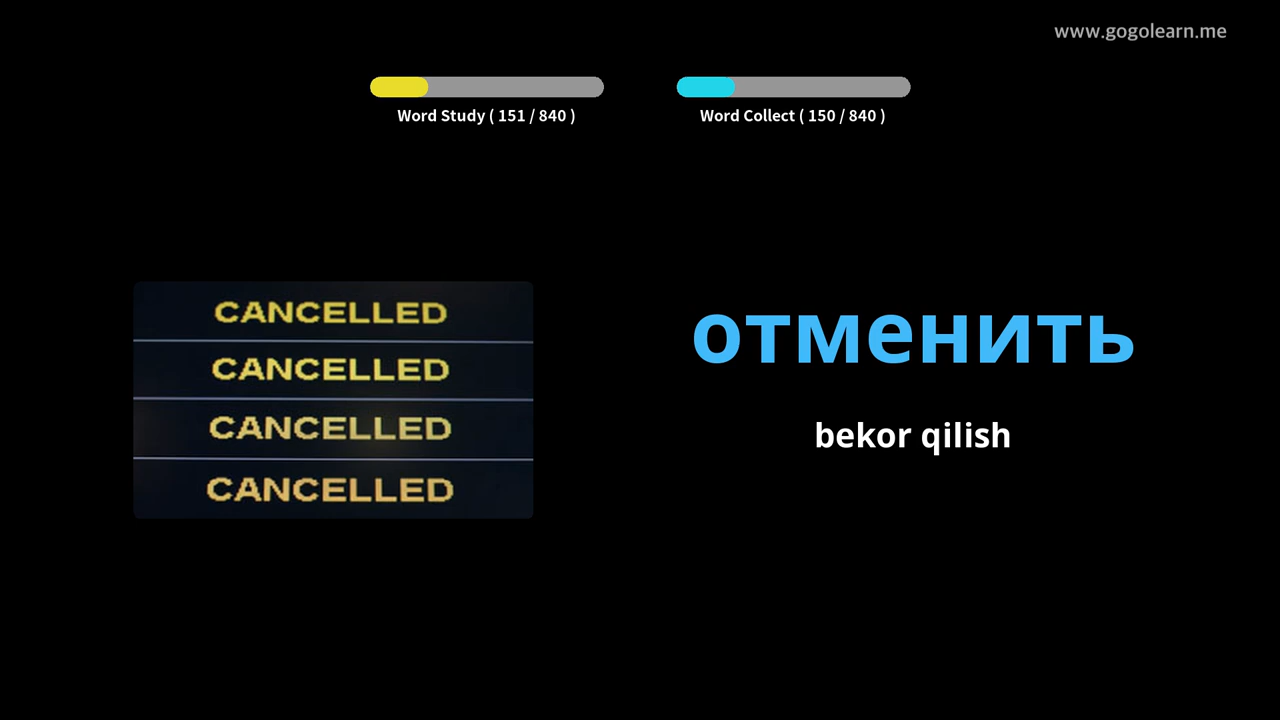 www.gogolearn.me
Word Study ( 151 / 840 )
Word Collect ( 150 / 840 )
CANCELLED
CANCELLED
CANCELLED
CANCELLED
отменить
bekor qilish